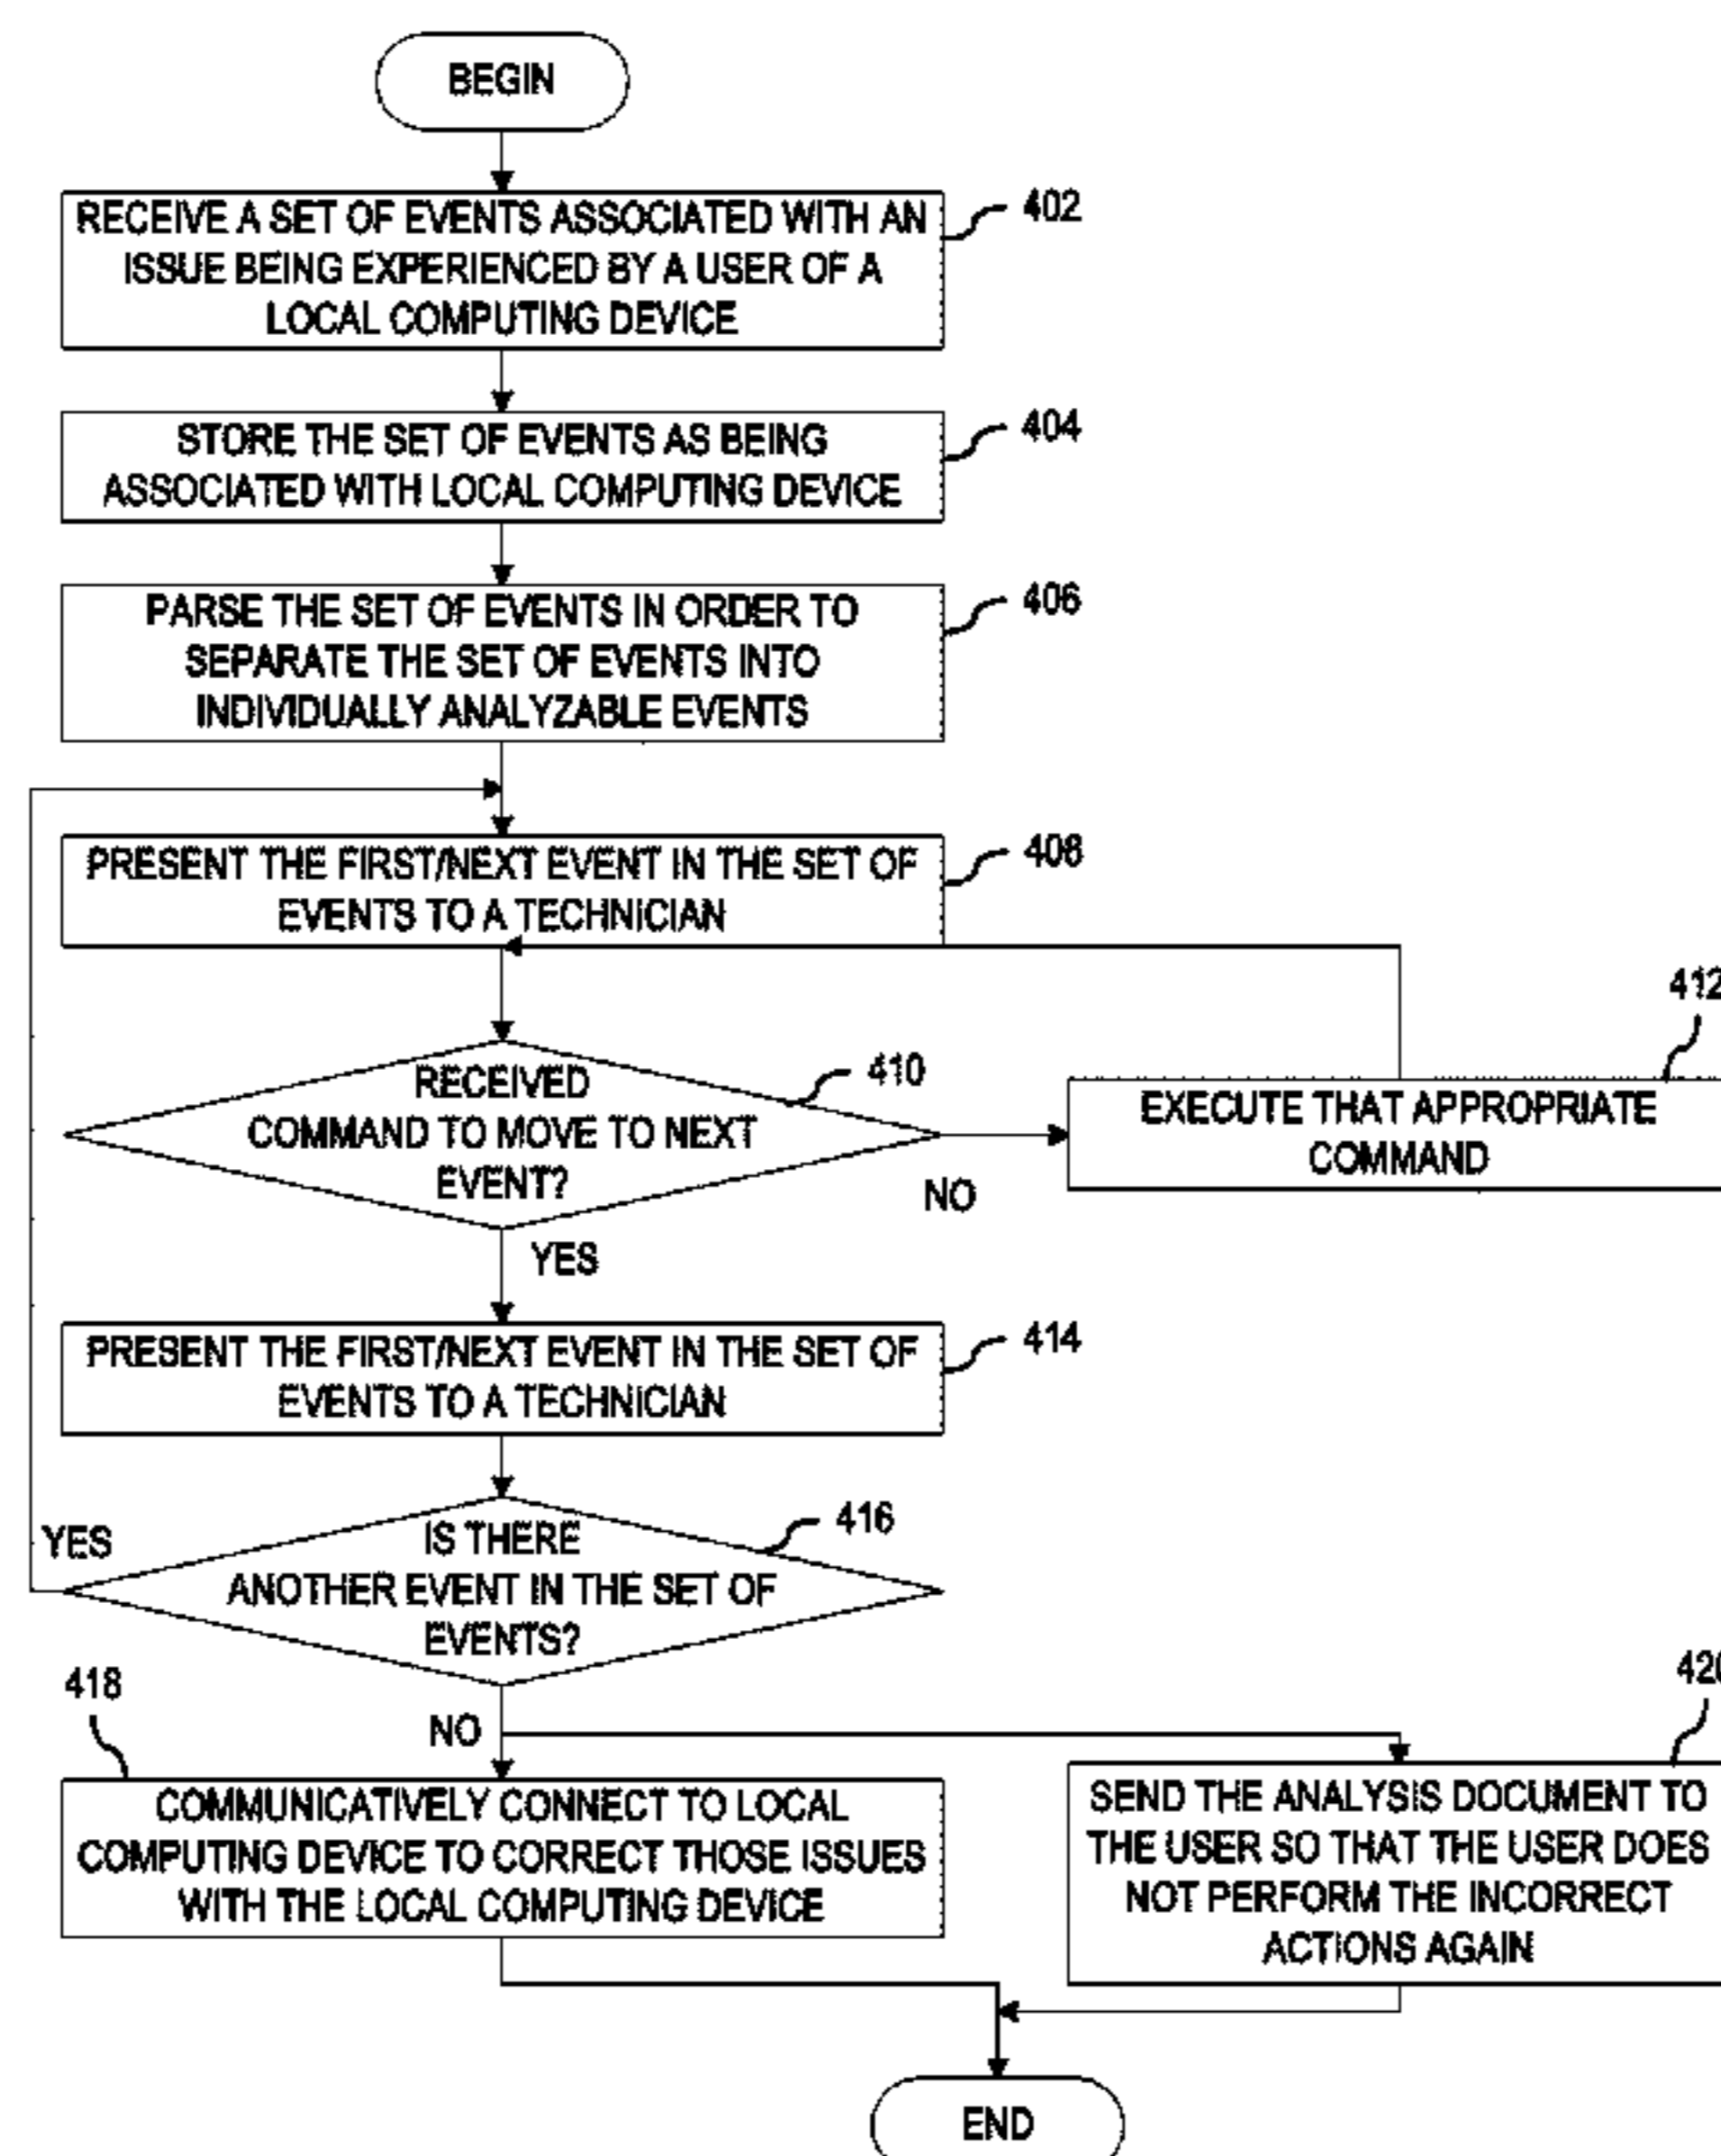 BEGIN
RECEIVE A SET OF EVENTS ASSOCIATED WITH AN
ISSUE BEING EXPERIENCED BY A USER OF A
LOCAL COMPUTING DEVICE
402
STORE THE SET OF EVENTS AS BEING
ASSOCIATED WITH LOCAL COMPUTING DEVICE
404
PARSE THE SET OF EVENTS IN ORDER TO
SEPARATE THE SET OF EVENTS INTO
INDIVIDUALLY ANALYZABLE EVENTS
406
PRESENT THE FIRST/NEXT EVENT IN THE SET OF
EVENTS TO A TECHNICIAN
408
RECEIVED
COMMAND TO MOVE TO NEXT
EVENT?
410
NO
YES
412
EXECUTE THAT APPROPRIATE
COMMAND
PRESENT THE FIRST/NEXT EVENT IN THE SET OF
EVENTS TO A TECHNICIAN
414
IS THERE
ANOTHER EVENT IN THE SET OF
EVENTS?
416
YES
NO
418
COMMUNICATIVELY CONNECT TO LOCAL
COMPUTING DEVICE TO CORRECT THOSE ISSUES
WITH THE LOCAL COMPUTING DEVICE
420
SEND THE ANALYSIS DOCUMENT TO
THE USER SO THAT THE USER DOES
NOT PERFORM THE INCORRECT
ACTIONS AGAIN
END